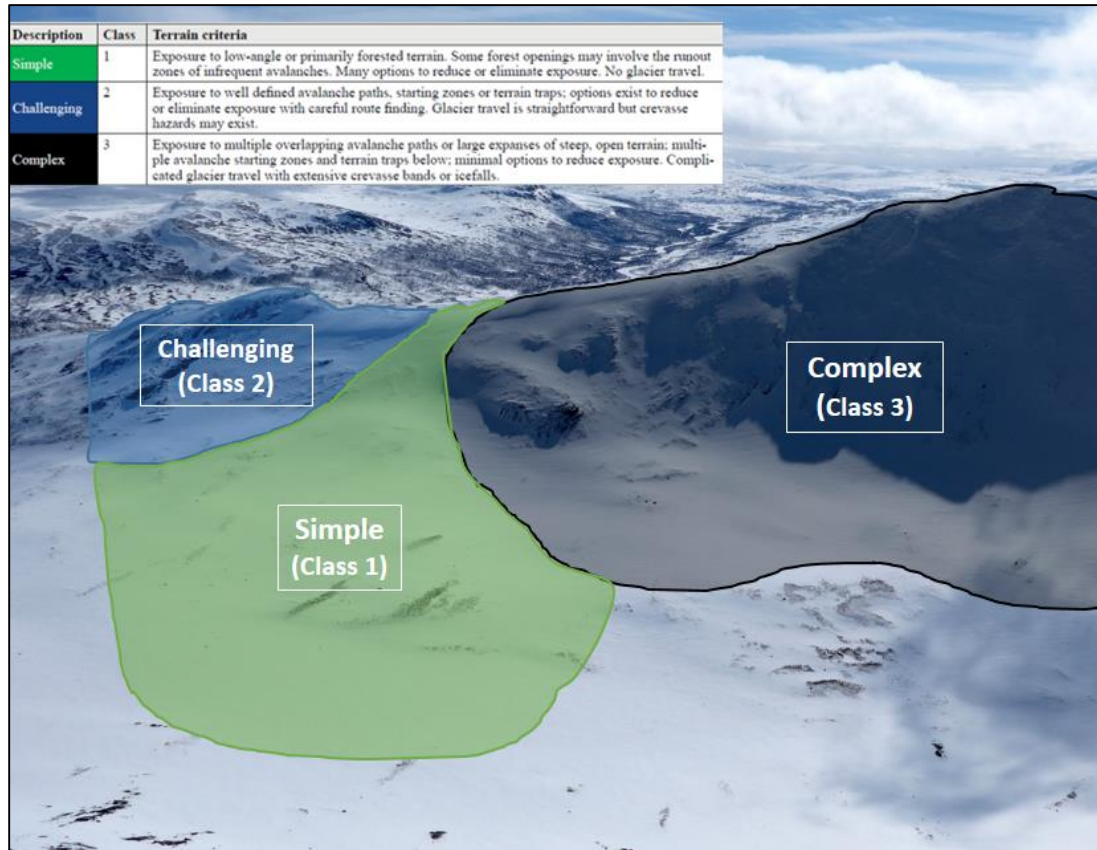 Description Class Terrain criteria
Simple 1 Exposure to low-angle or primarily forested terrain. Some forest openings may involve the runout
zones of infrequent avalanches. Many options to reduce or eliminate exposure. No glacier travel.
Challenging 2 Exposure to well defined avalanche paths, starting zones or terrain traps; options exist to reduce
or eliminate exposure with careful route finding. Glacier travel is straightforward but crevasse
hazards may exist.
Complex 3 Exposure to multiple overlapping avalanche paths or large expanses of steep, open terrain; multi-
ple avalanche starting zones and terrain traps below; minimal options to reduce exposure. Compli-
cated glacier travel with extensive crevasse bands or icefalls.
Challenging
(Class 2)
Complex
(Class 3)
Simple
(Class 1)